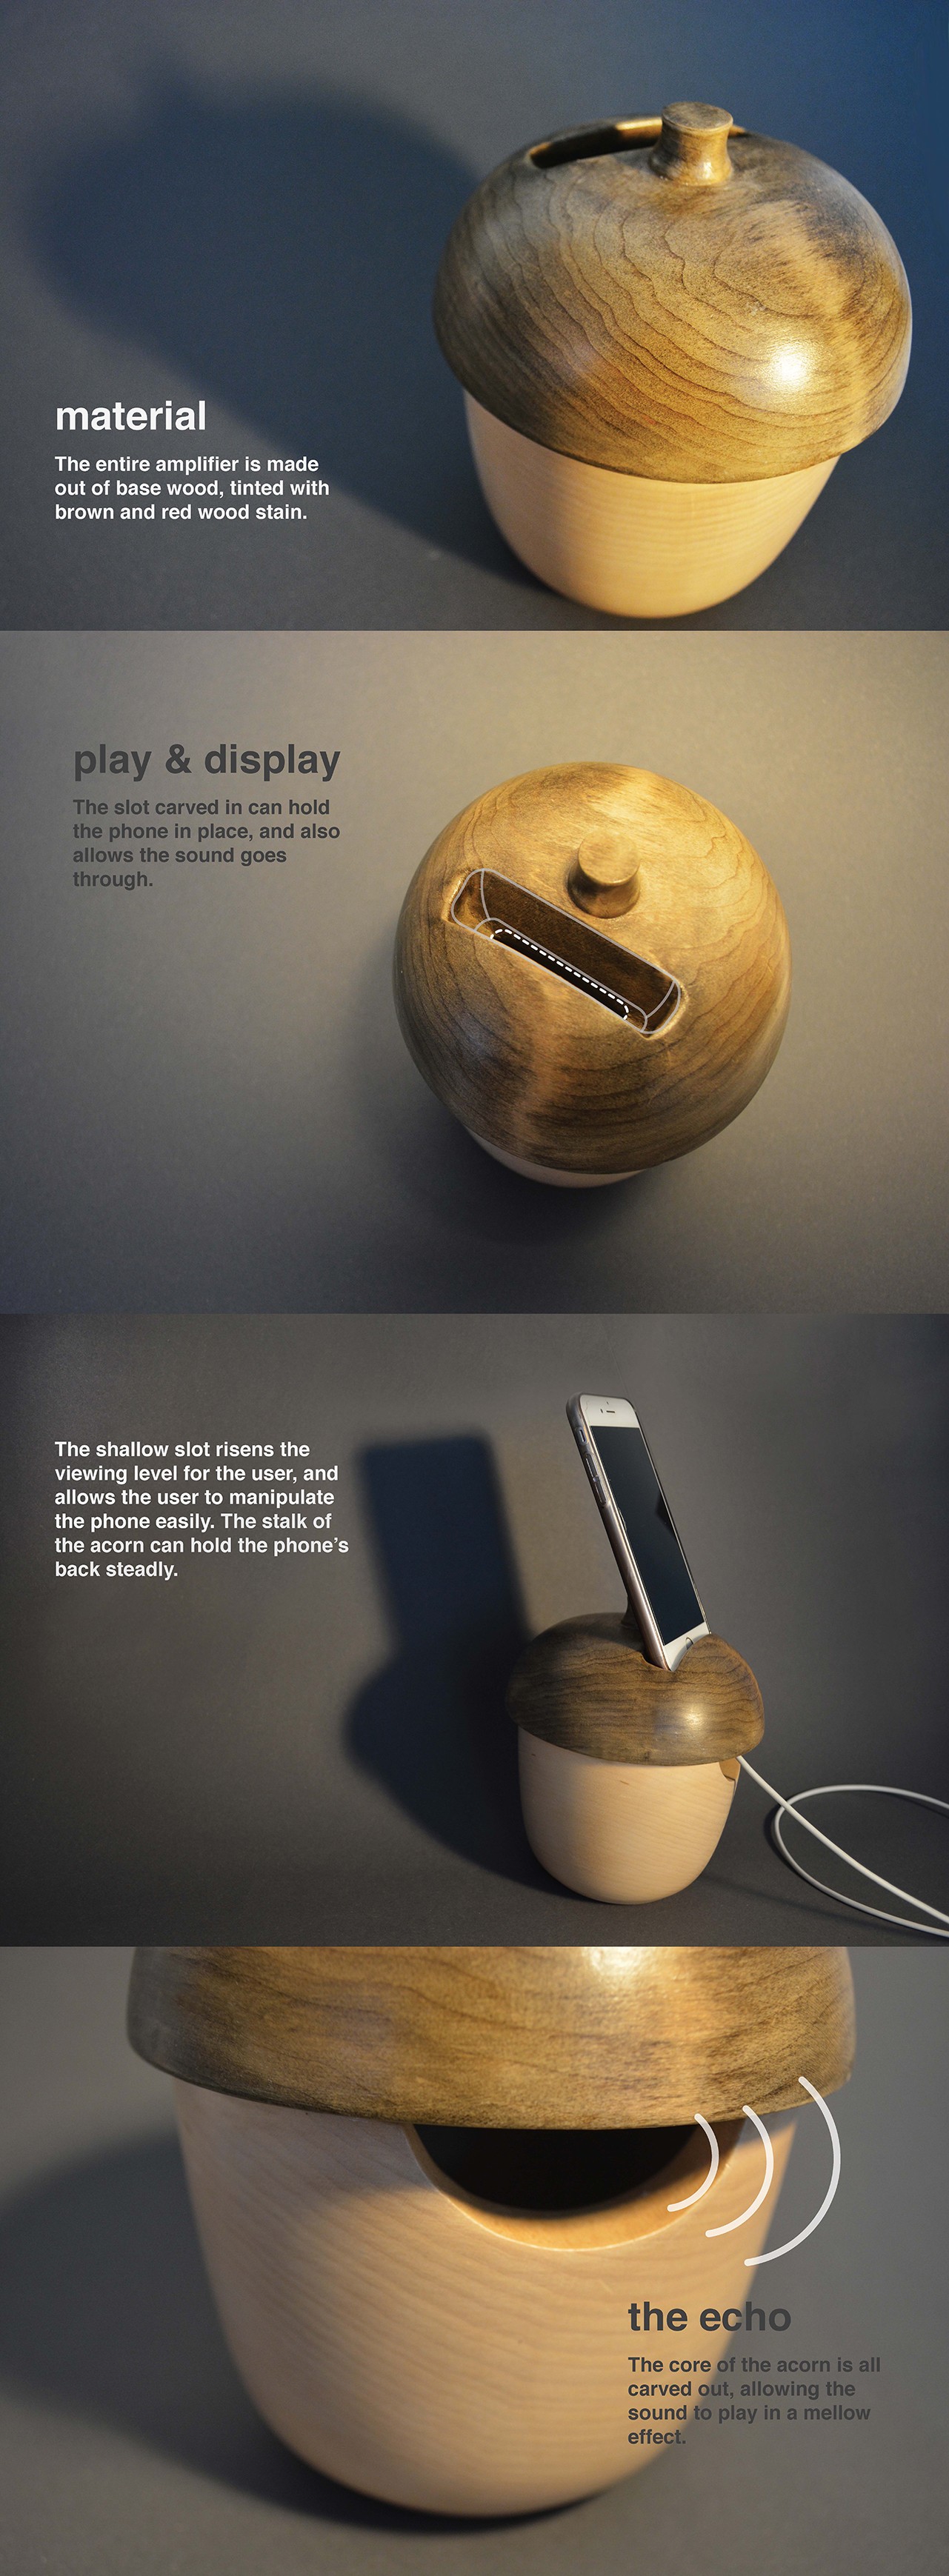 material
The entire amplifier is made
out of base wood, tinted with
brown and red wood stain.
play & display
The slot carved in can hold
the phone in place, and also
allows the sound goes
through.
The shallow slot risens the
viewing level for the user, and
allows the user to manipulate
the phone easily. The stalk of
the acorn can hold the phone’s
back steadly.
the echo
The core of the acorn is all
carved out, allowing the
sound to play in a mellow
effect.